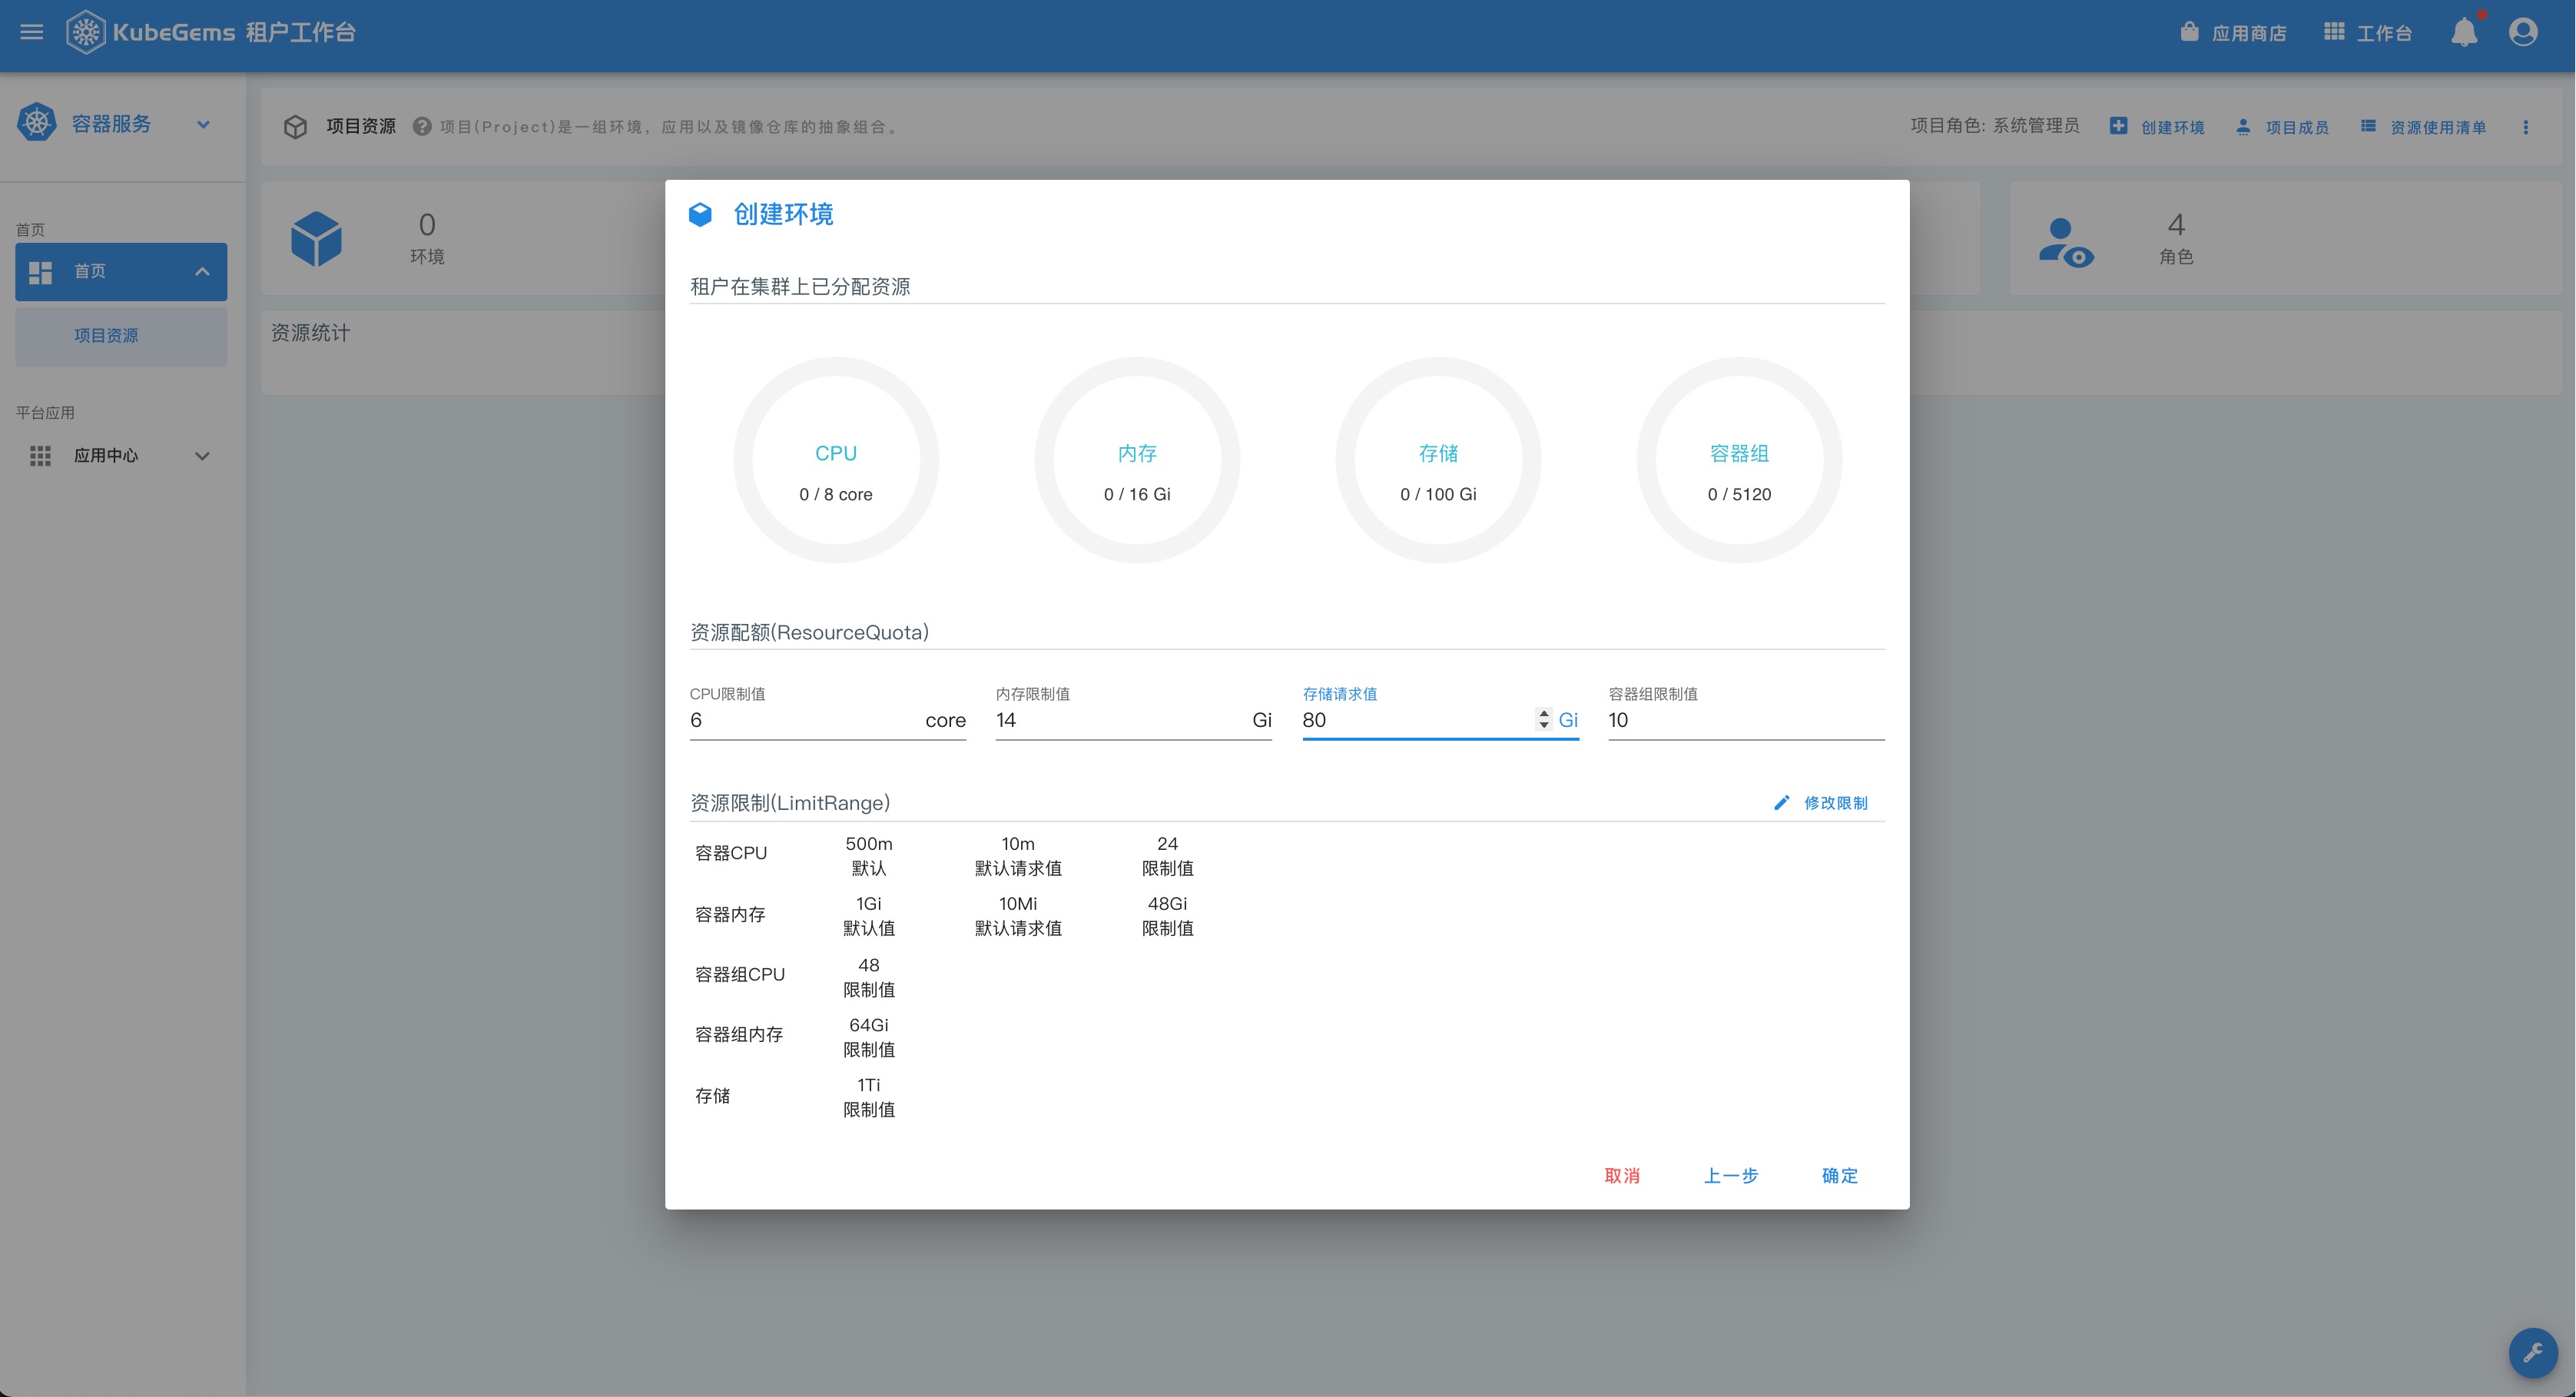 KubeGems 租户工作台
应用商店
工作台
容器服务
项目资源
项目(Project)是一组环境，应用以及镜像仓库的抽象组合。
项目角色: 系统管理员
创建环境
项目成员
资源使用清单
首页
首页
项目资源
平台应用
应用中心
0
环境
4
角色
资源统计
创建环境
租户在集群上已分配资源
CPU
0 / 8 core
内存
0 / 16 Gi
存储
0 / 100 Gi
容器组
0 / 5120
资源配额(ResourceQuota)
CPU限制值
6 core
内存限制值
14 Gi
存储请求值
80 Gi
容器组限制值
10
资源限制(LimitRange)
修改限制
容器CPU
500m
默认
10m
默认请求值
24
限制值
容器内存
1Gi
默认值
10Mi
默认请求值
48Gi
限制值
容器组CPU
48
限制值
容器组内存
64Gi
限制值
存储
1Ti
限制值
取消
上一步
确定